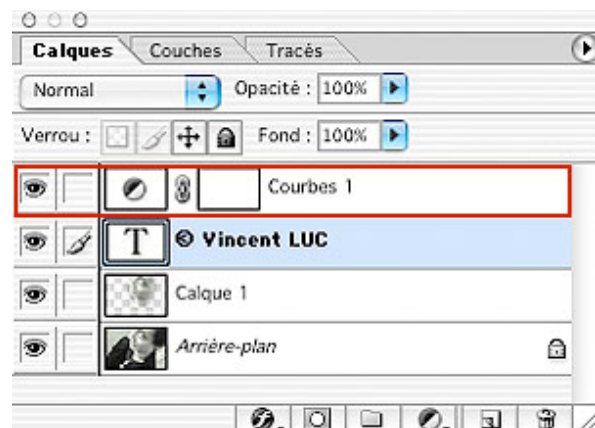 Calques Couches Tracés
Normal Opacité : 100%
Verrou : Fond : 100%
Courbes 1
T © Vincent LUC
Calque 1
Arrière-plan